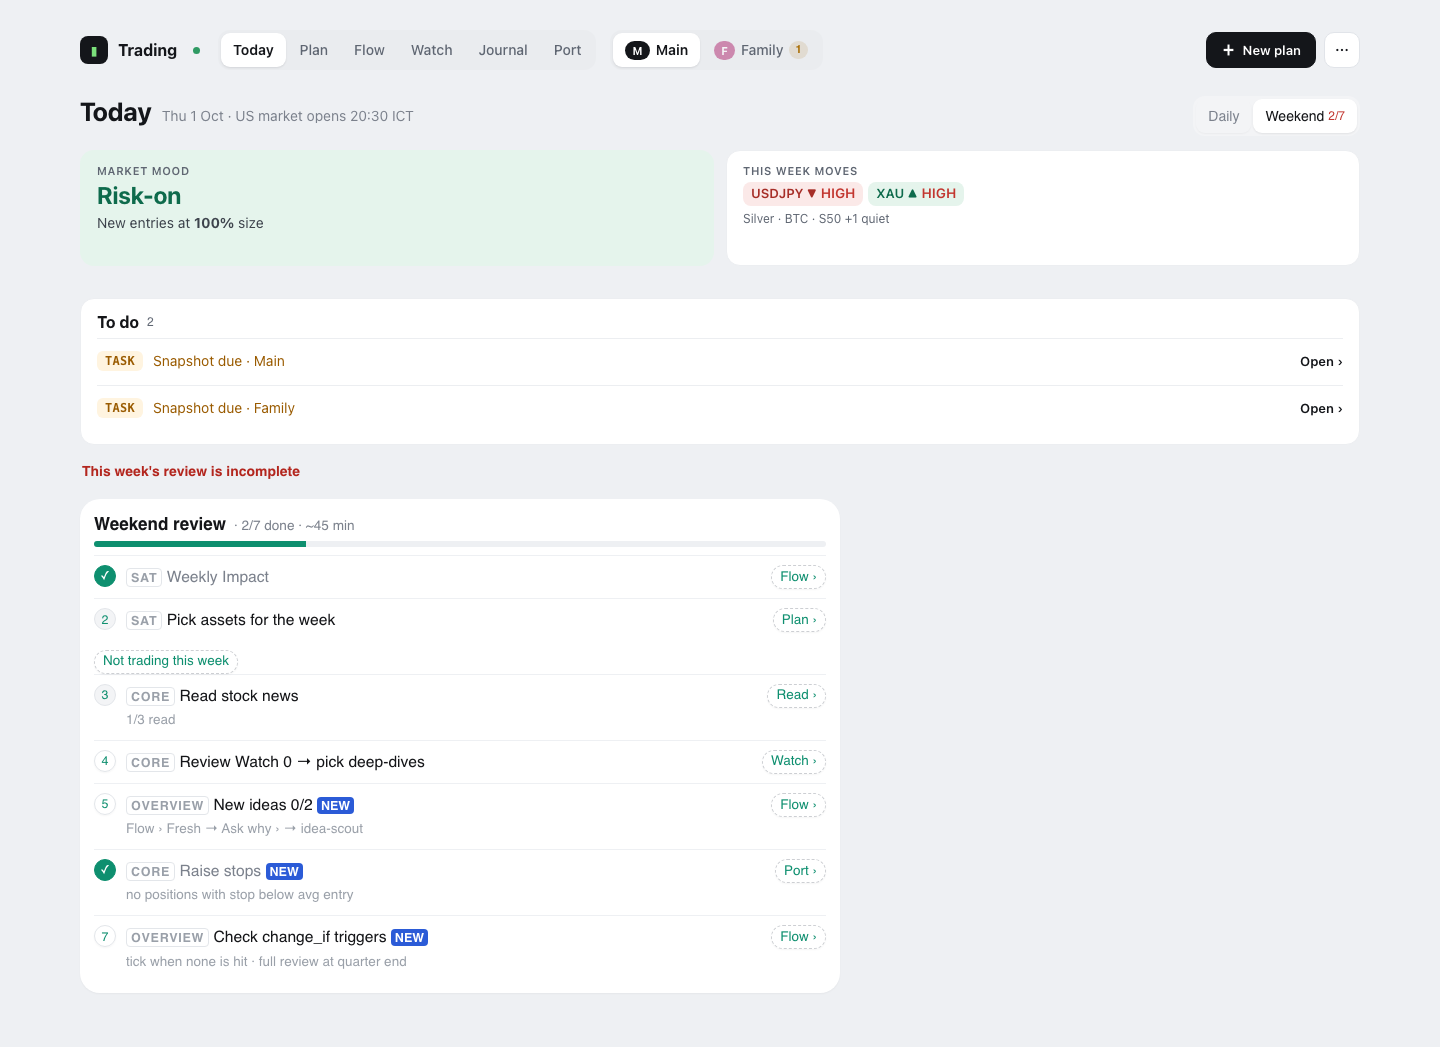 Trading
Today Plan Flow Watch Journal Port
M Main F Family 1
+ New plan
...
Today Thu 1 Oct · US market opens 20:30 ICT
Daily Weekend 2/7
MARKET MOOD
Risk-on
New entries at 100% size
THIS WEEK MOVES
USDJPY ▼ HIGH XAU ▲ HIGH
Silver · BTC · S50 +1 quiet
To do 2
TASK Snapshot due · Main Open ›
TASK Snapshot due · Family Open ›
This week's review is incomplete
Weekend review · 2/7 done · ~45 min
✓ SAT Weekly Impact Flow ›
2 SAT Pick assets for the week Plan ›
Not trading this week
3 CORE Read stock news Read ›
1/3 read
4 CORE Review Watch 0 → pick deep-dives Watch ›
5 OVERVIEW New ideas 0/2 NEW Flow ›
Flow › Fresh → Ask why › → idea-scout
✓ CORE Raise stops NEW Port ›
no positions with stop below avg entry
7 OVERVIEW Check change_if triggers NEW Flow ›
tick when none is hit · full review at quarter end